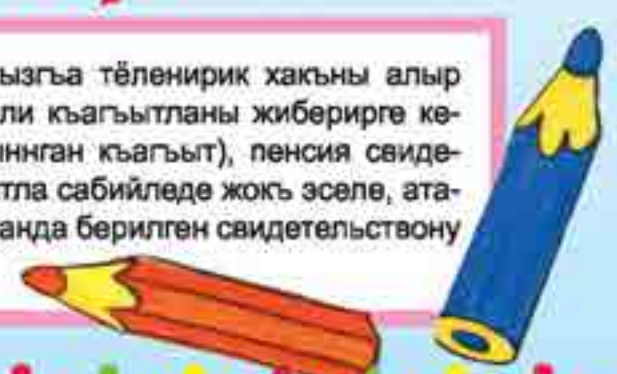 ызгъа тёленирик хакъны алыр
ли къагъытланы жиберирге ке-
ыннган къагъыт), пенсия свиде-
тла сабийледе жокъ эселе, ата-
анда берилген свидетельствону